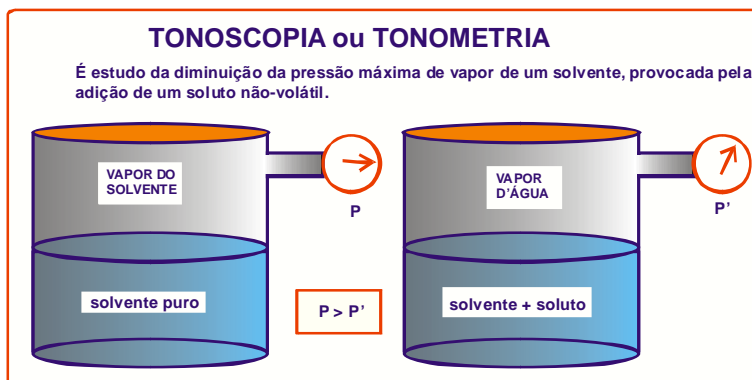 TONOSCOPIA ou TONOMETRIA
É estudo da diminuição da pressão máxima de vapor de um solvente, provocada pela
adição de um soluto não-volátil.
VAPOR DO
SOLVENTE
P
VAPOR
D'ÁGUA
P'
solvente puro
P > P'
solvente + soluto